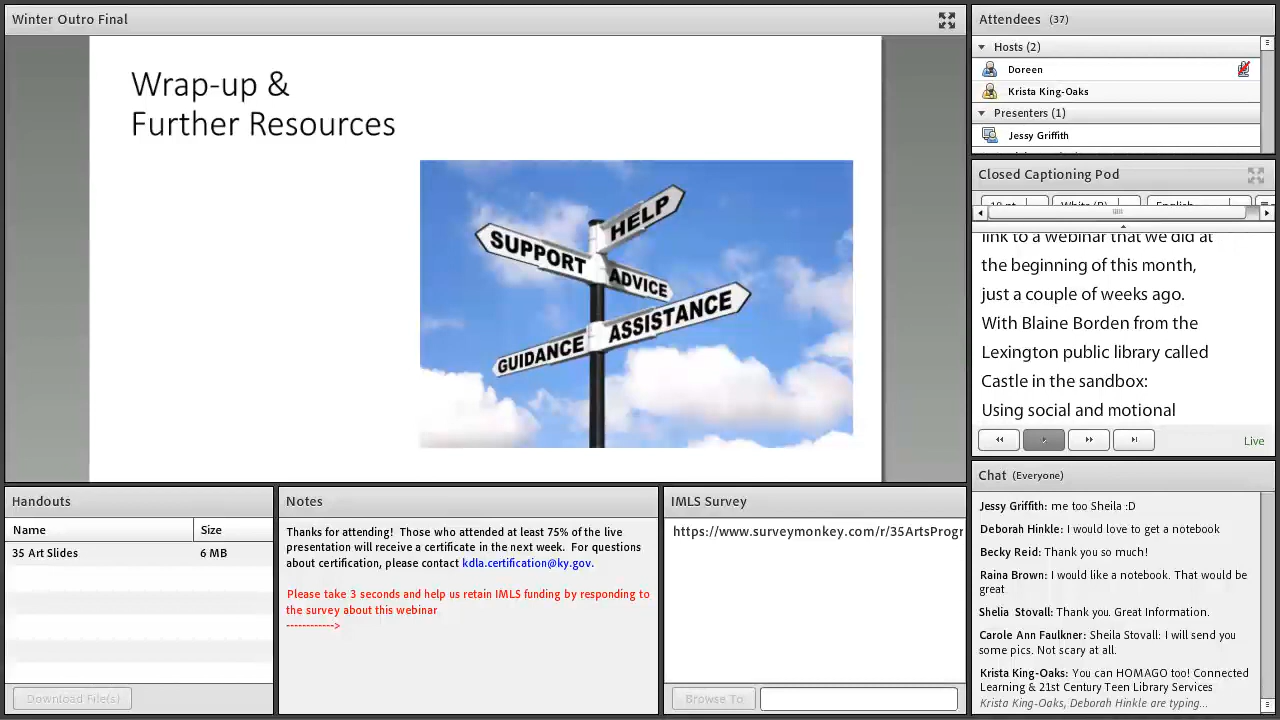 Winter Outro Final
Wrap-up &
Further Resources
HELP
SUPPORT
ADVICE
ASSISTANCE
GUIDANCE
Attendees (37)
Hosts (2)
Doreen
Krista King-Oaks
Presenters (1)
Jessy Griffith
Closed Captioning Pod
English
link to a webinar that we did at
the beginning of this month,
just a couple of weeks ago.
With Blaine Borden from the
Lexington public library called
Castle in the sandbox:
Using social and motional
Live
Handouts
Name Size
35 Art Slides 6 MB
Download File(s)
Notes
Thanks for attending! Those who attended at least 75% of the live
presentation will receive a certificate in the next week. For questions
about certification, please contact kdla.certification@ky.gov.
Please take 3 seconds and help us retain IMLS funding by responding to
the survey about this webinar
------------>
IMLS Survey
https://www.surveymonkey.com/r/35ArtsProgr
Browse To
Chat (Everyone)
Jessy Griffith: me too Sheila :D
Deborah Hinkle: I would love to get a notebook
Becky Reid: Thank you so much!
Raina Brown: I would like a notebook. That would be
great
Shelia Stovall: Thank you. Great Information.
Carole Ann Faulkner: Sheila Stovall: I will send you
some pics. Not scary at all.
Krista King-Oaks: You can HOMAGO too! Connected
Learning & 21st Century Teen Library Services
Krista King-Oaks, Deborah Hinkle are typing...